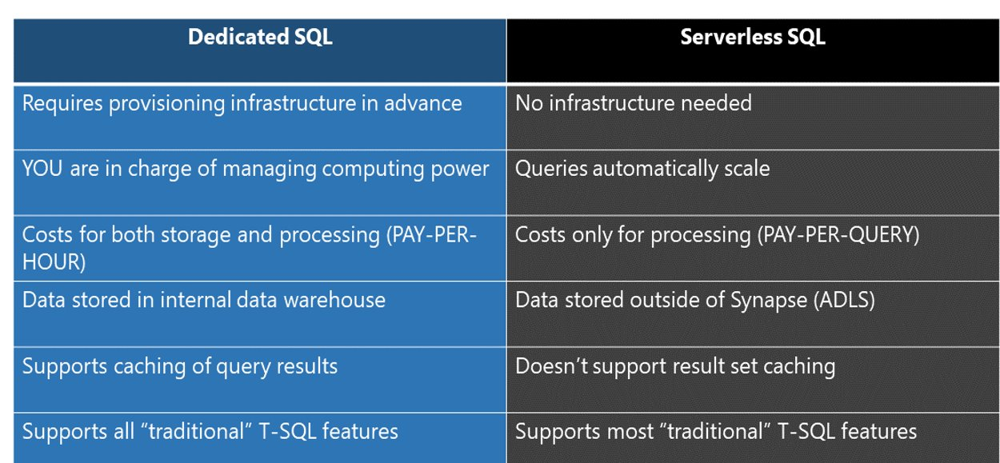 Dedicated SQL
Serverless SQL
Requires provisioning infrastructure in advance
No infrastructure needed
YOU are in charge of managing computing power
Queries automatically scale
Costs for both storage and processing (PAY-PER-
HOUR)
Costs only for processing (PAY-PER-QUERY)
Data stored in internal data warehouse
Data stored outside of Synapse (ADLS)
Supports caching of query results
Doesn’t support result set caching
Supports all “traditional” T-SQL features
Supports most “traditional” T-SQL features